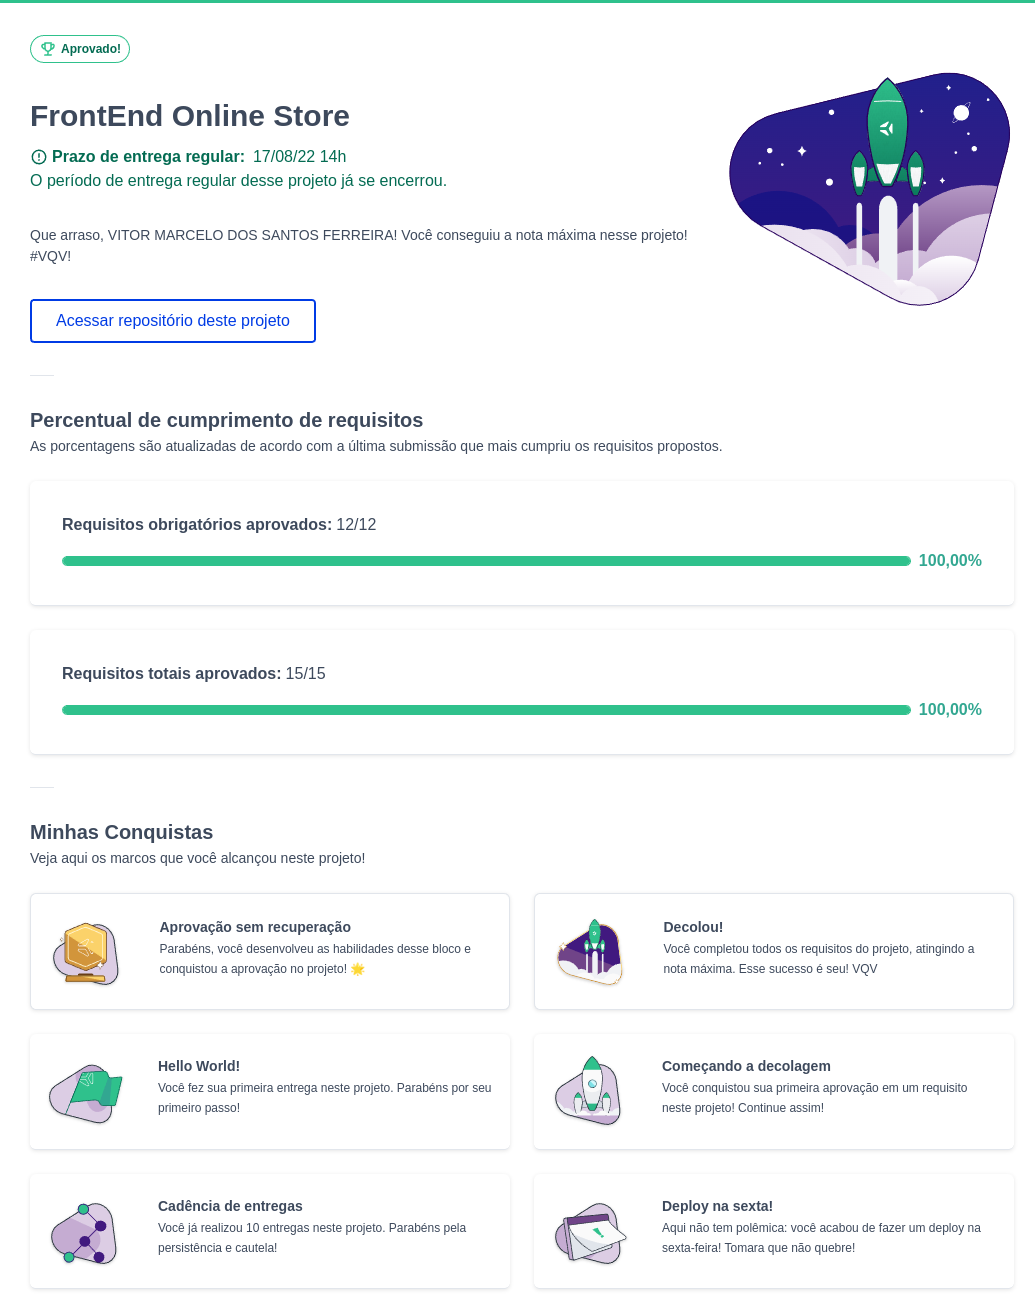 Aprovado!
FrontEnd Online Store
Prazo de entrega regular: 17/08/22 14h
O período de entrega regular desse projeto já se encerrou.
Que arraso, VITOR MARCELO DOS SANTOS FERREIRA! Você conseguiu a nota máxima nesse projeto!
#VQV!
Acessar repositório deste projeto
Percentual de cumprimento de requisitos
As porcentagens são atualizadas de acordo com a última submissão que mais cumpriu os requisitos propostos.
Requisitos obrigatórios aprovados: 12/12
100,00%
Requisitos totais aprovados: 15/15
100,00%
Minhas Conquistas
Veja aqui os marcos que você alcançou neste projeto!
Aprovação sem recuperação
Parabéns, você desenvolveu as habilidades desse bloco e
conquistou a aprovação no projeto! 🌟
Decolou!
Você completou todos os requisitos do projeto, atingindo a
nota máxima. Esse sucesso é seu! VQV
Hello World!
Você fez sua primeira entrega neste projeto. Parabéns por seu
primeiro passo!
Começando a decolagem
Você conquistou sua primeira aprovação em um requisito
neste projeto! Continue assim!
Cadência de entregas
Você já realizou 10 entregas neste projeto. Parabéns pela
persistência e cautela!
Deploy na sexta!
Aqui não tem polêmica: você acabou de fazer um deploy na
sexta-feira! Tomara que não quebre!